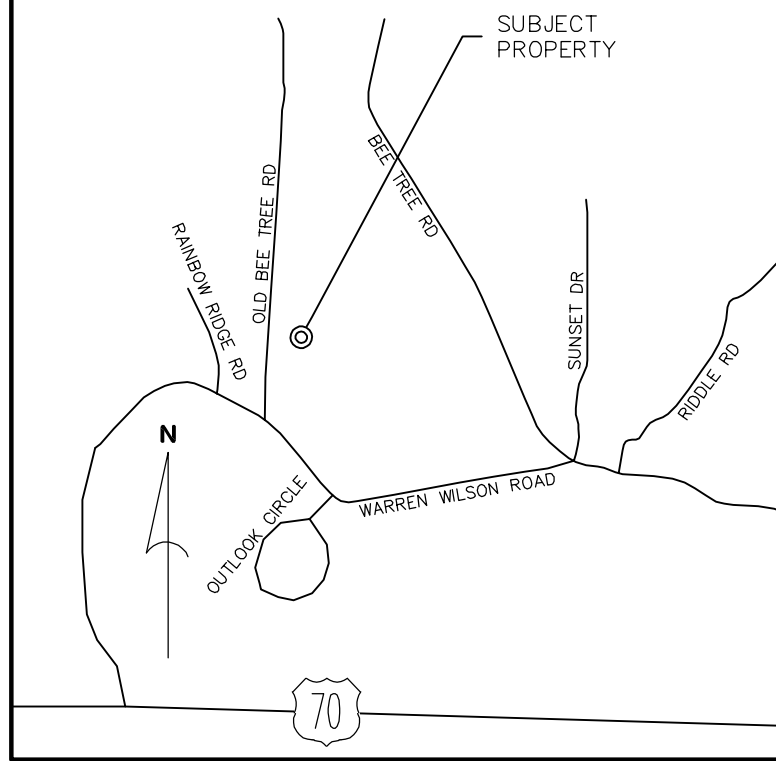 SUBJECT
PROPERTY
BEE TREE RD
OLD BEE TREE RD
RAINBOW RIDGE RD
SUNSET DR
RIDDLE RD
N
OUTLOOK CIRCLE
WARREN WILSON ROAD
70